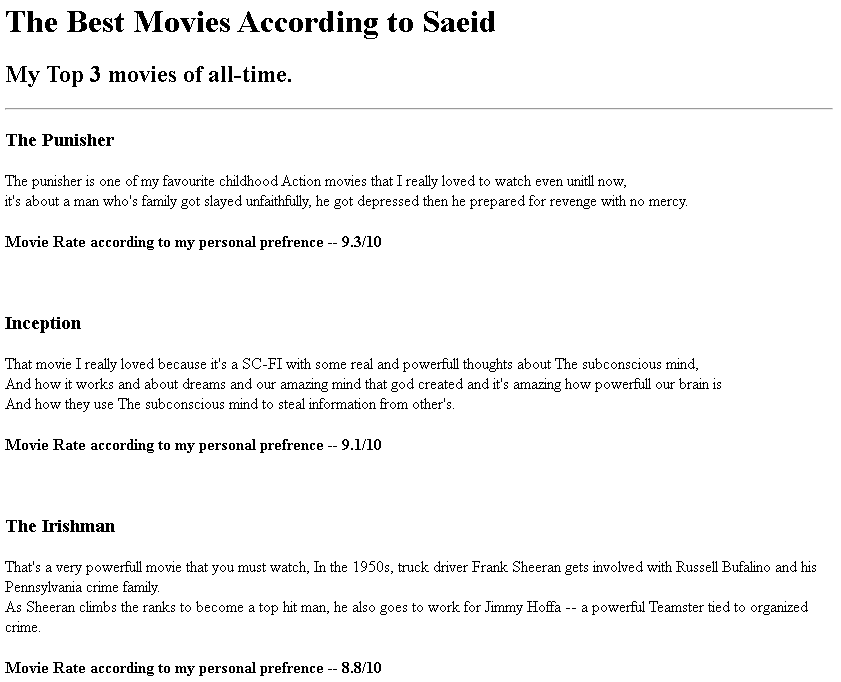 The Best Movies According to Saeid
My Top 3 movies of all-time.
The Punisher
The punisher is one of my favourite childhood Action movies that I really loved to watch even unitll now,
it's about a man who's family got slayed unfaithfully, he got depressed then he prepared for revenge with no mercy.
Movie Rate according to my personal prefrence -- 9.3/10
Inception
That movie I really loved because it's a SC-FI with some real and powerfull thoughts about The subconscious mind,
And how it works and about dreams and our amazing mind that god created and it's amazing how powerfull our brain is
And how they use The subconscious mind to steal information from other's.
Movie Rate according to my personal prefrence -- 9.1/10
The Irishman
That's a very powerfull movie that you must watch, In the 1950s, truck driver Frank Sheeran gets involved with Russell Bufalino and his
Pennsylvania crime family.
As Sheeran climbs the ranks to become a top hit man, he also goes to work for Jimmy Hoffa -- a powerful Teamster tied to organized
crime.
Movie Rate according to my personal prefrence -- 8.8/10